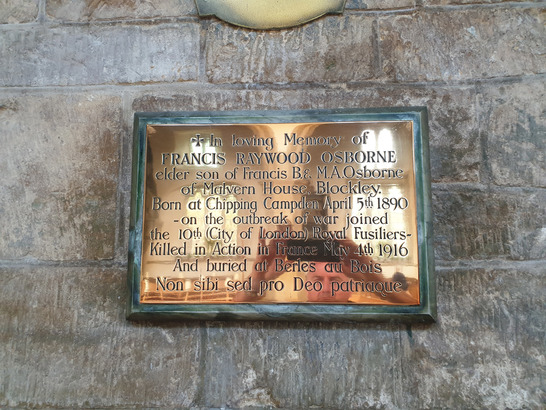 ✠ In loving Memory of
FRANCIS RAYWOOD OSBORNE
elder son of Francis B. & M.A. Osborne
of Malvern House, Blockley.
Born at Chipping Campden April 5th 1890
- on the outbreak of war joined
the 10th (City of London) Royal Fusiliers -
Killed in Action in France May 4th 1916
And buried at Berles au Bois
Non sibi sed pro Deo patriaque